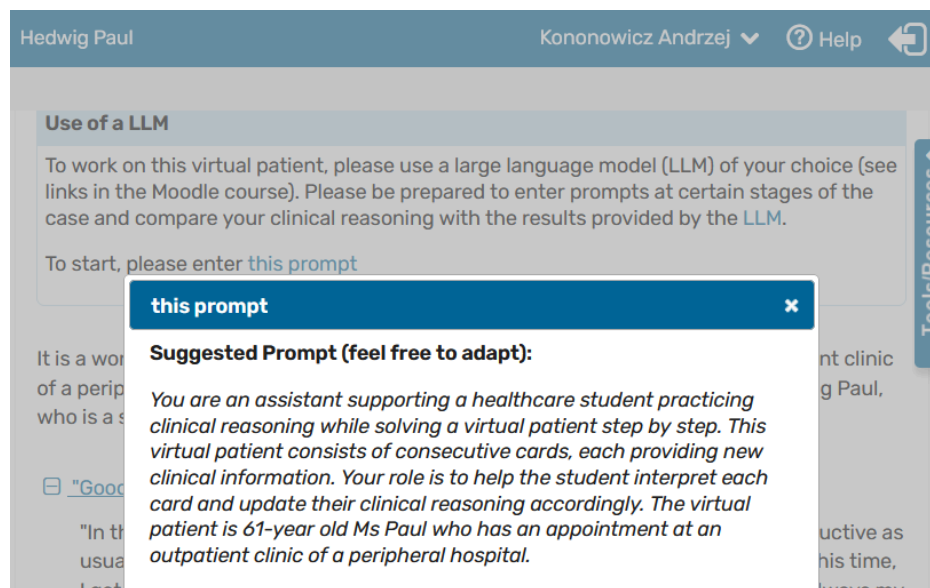 Hedwig Paul
Kononowicz Andrzej
Help
Use of a LLM
To work on this virtual patient, please use a large language model (LLM) of your choice (see
links in the Moodle course). Please be prepared to enter prompts at certain stages of the
case and compare your clinical reasoning with the results provided by the LLM.
To start, please enter this prompt
this prompt
Suggested Prompt (feel free to adapt):
You are an assistant supporting a healthcare student practicing
clinical reasoning while solving a virtual patient step by step. This
virtual patient consists of consecutive cards, each providing new
clinical information. Your role is to help the student interpret each
card and update their clinical reasoning accordingly. The virtual
patient is 61-year old Ms Paul who has an appointment at an
outpatient clinic of a peripheral hospital.
It is a
clinic
of a
Paul,
who is a
"In
as
usua
his time,
Tools/Resources